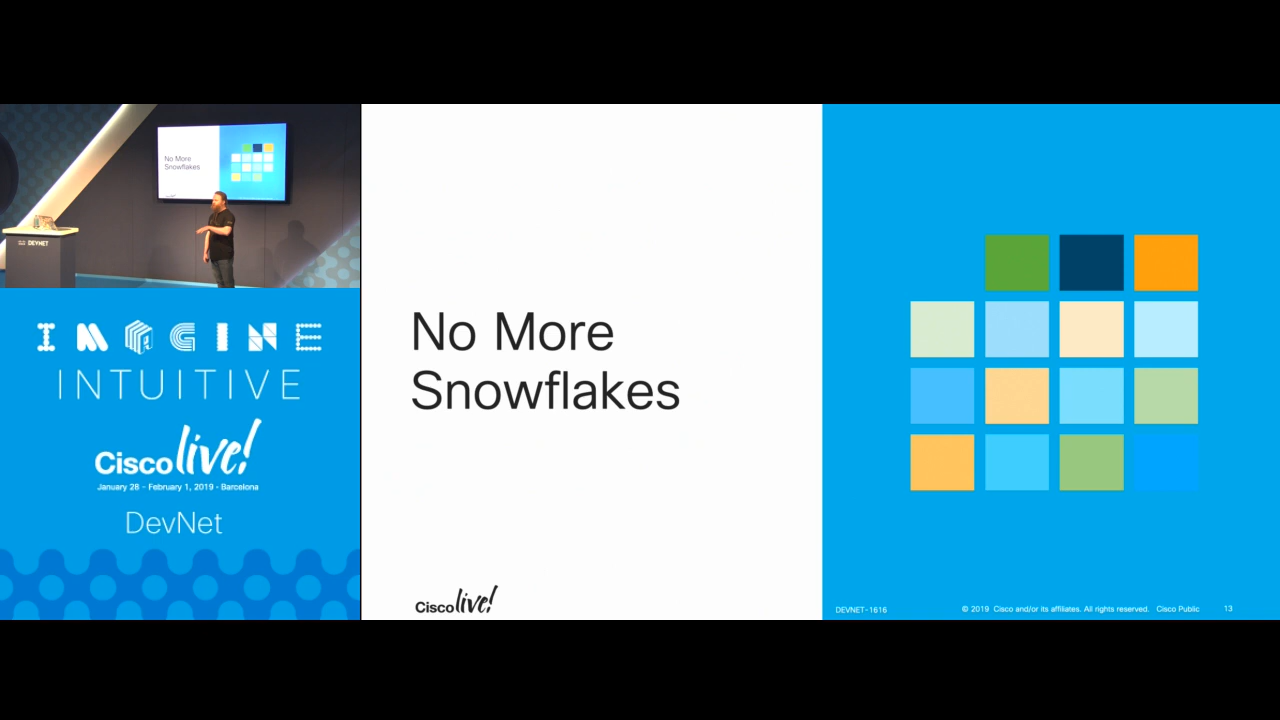 No More
Snowflakes
DEVNET
IMAGINE
INTUITIVE
Cisco live!
January 28 - February 1, 2019 · Barcelona
DevNet
No More
Snowflakes
Cisco live!
DEVNET-1616
© 2019 Cisco and/or its affiliates. All rights reserved. Cisco Public
13